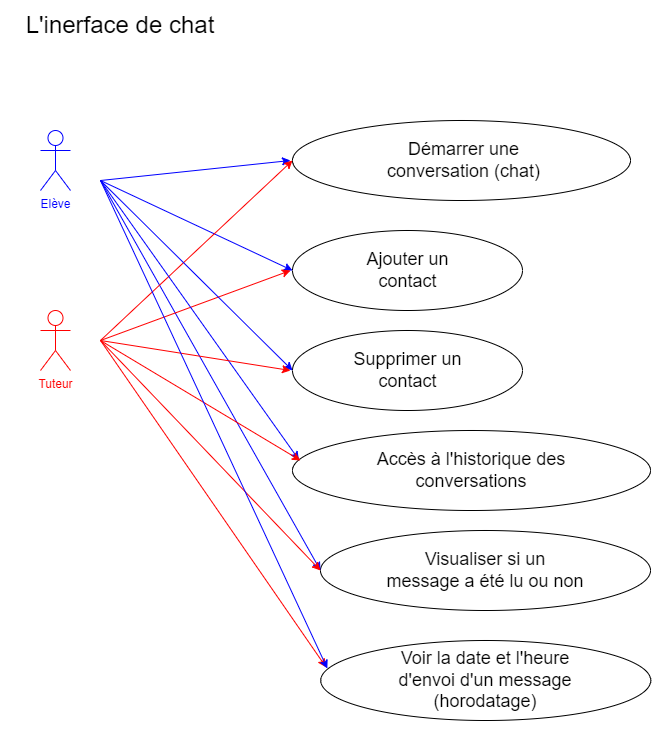 L'inerface de chat
Démarrer une
conversation (chat)
Elève
Ajouter un
contact
Tuteur
Supprimer un
contact
Accès à l'historique des
conversations
Visualiser si un
message a été lu ou non
Voir la date et l'heure
d'envoi d'un message
(horodatage)